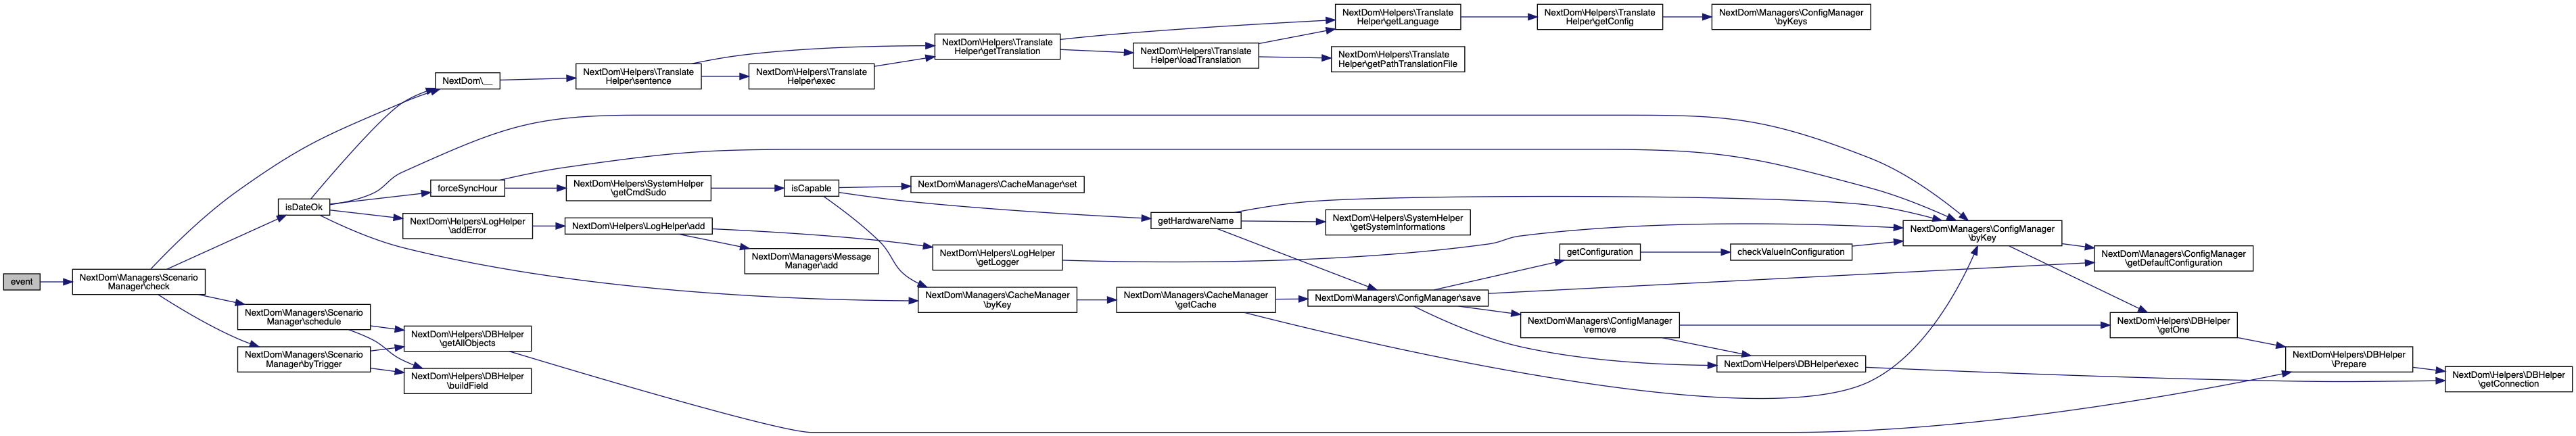 event
NextDom\Managers\Scenario
Manager\check
NextDom\Managers\Scenario
Manager\schedule
NextDom\Managers\Scenario
Manager\byTrigger
isDateOk
NextDom\__
forceSyncHour
NextDom\Helpers\LogHelper
\addError
NextDom\Helpers\DBHelper
\getAllObjects
NextDom\Helpers\DBHelper
\buildField
NextDom\Helpers\Translate
Helper\sentence
NextDom\Helpers\SystemHelper
\getCmdSudo
NextDom\Helpers\LogHelper\add
NextDom\Helpers\Translate
Helper\exec
NextDom\Managers\Message
Manager\add
isCapable
NextDom\Helpers\Translate
Helper\getTranslation
NextDom\Managers\CacheManager\set
NextDom\Helpers\LogHelper
\getLogger
NextDom\Managers\CacheManager
\byKey
NextDom\Helpers\Translate
Helper\loadTranslation
getHardwareName
NextDom\Managers\CacheManager
\getCache
NextDom\Helpers\Translate
Helper\getLanguage
NextDom\Helpers\Translate
Helper\getPathTranslationFile
NextDom\Helpers\SystemHelper
\getSystemInformations
NextDom\Managers\ConfigManager\save
NextDom\Helpers\Translate
Helper\getConfig
getConfiguration
NextDom\Managers\ConfigManager
\remove
NextDom\Managers\ConfigManager
\byKeys
checkValueInConfiguration
NextDom\Helpers\DBHelper\exec
NextDom\Managers\ConfigManager
\byKey
NextDom\Managers\ConfigManager
\getDefaultConfiguration
NextDom\Helpers\DBHelper
\getOne
NextDom\Helpers\DBHelper
\Prepare
NextDom\Helpers\DBHelper
\getConnection